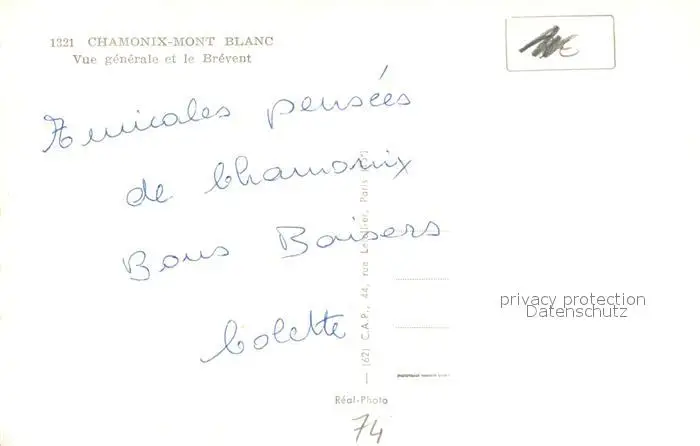 1321 CHAMONIX-MONT BLANC
Vue générale et le Brévent
Amicales pensées
de Chamonix
Bons Baisers
Colette
(62) C.A.P., 44, rue Letellier, Paris
privacy protection
Datenschutz
Réal-Photo
74